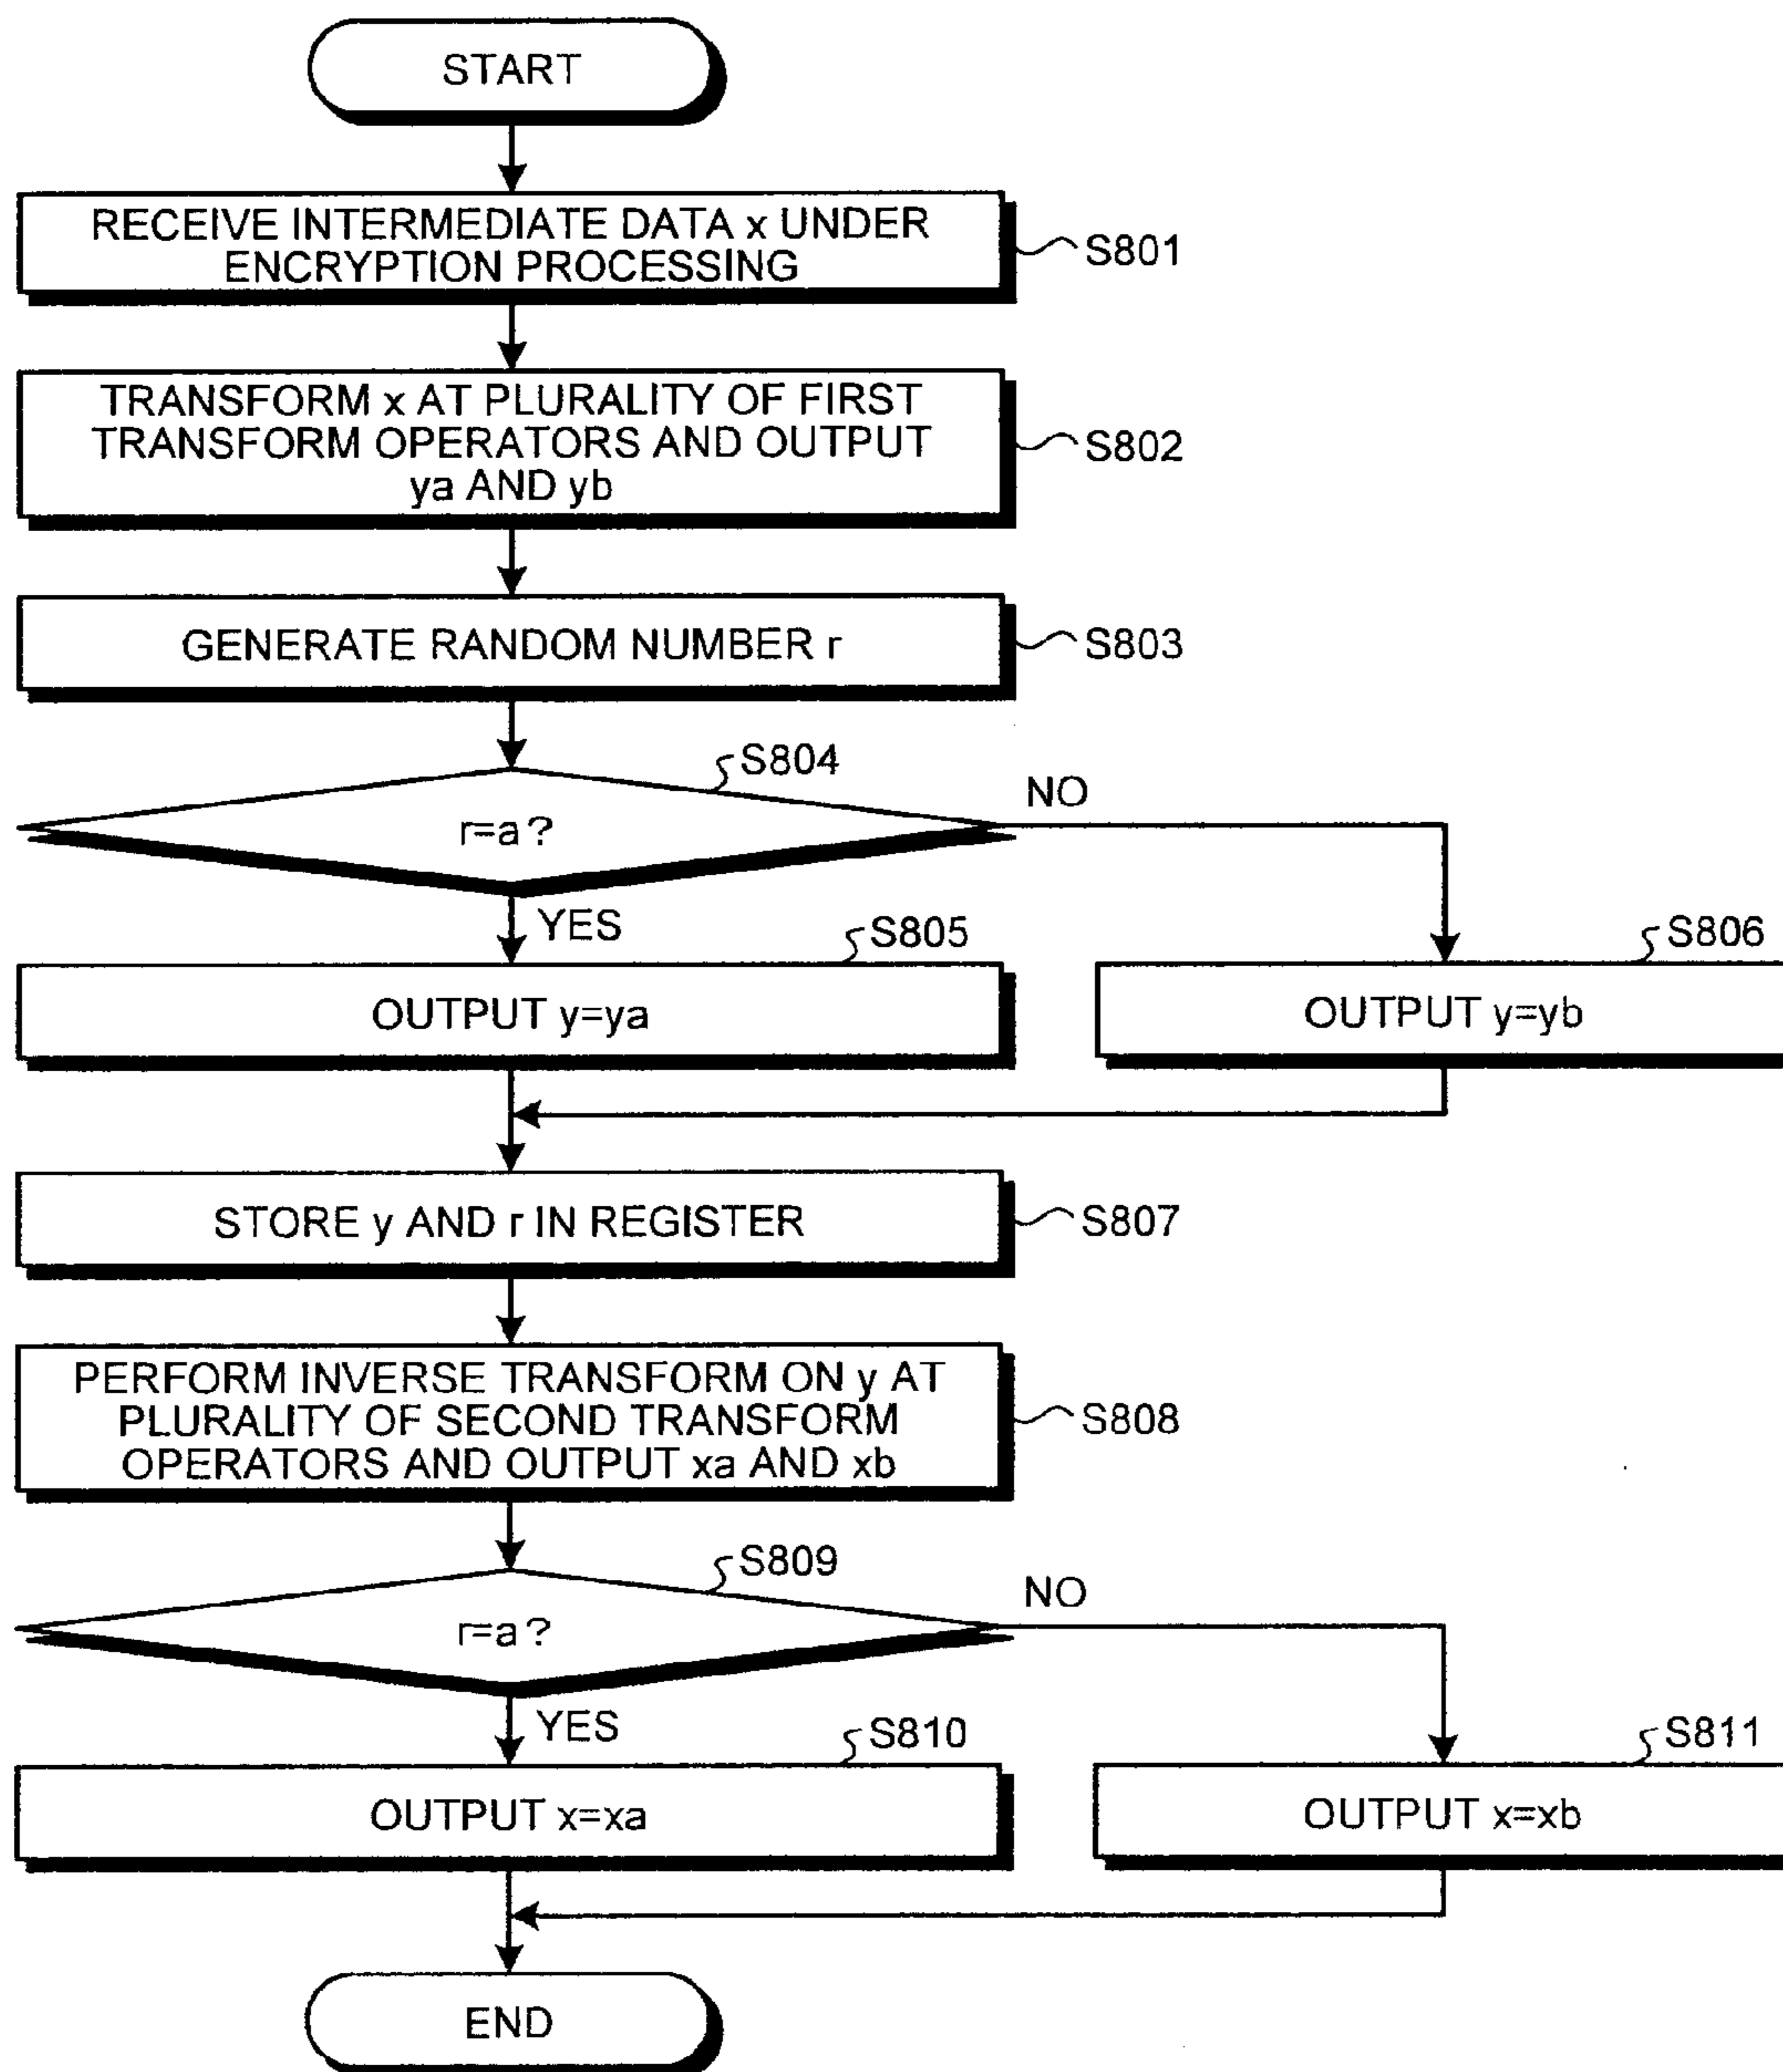 START
RECEIVE INTERMEDIATE DATA x UNDER
ENCRYPTION PROCESSING
S801
TRANSFORM x AT PLURALITY OF FIRST
TRANSFORM OPERATORS AND OUTPUT
ya AND yb
S802
GENERATE RANDOM NUMBER r
S803
S804
r=a?
NO
YES
S805
OUTPUT y=ya
S806
OUTPUT y=yb
STORE y AND r IN REGISTER
S807
PERFORM INVERSE TRANSFORM ON y AT
PLURALITY OF SECOND TRANSFORM
OPERATORS AND OUTPUT xa AND xb
S808
S809
r=a?
NO
YES
S810
OUTPUT x=xa
S811
OUTPUT x=xb
END